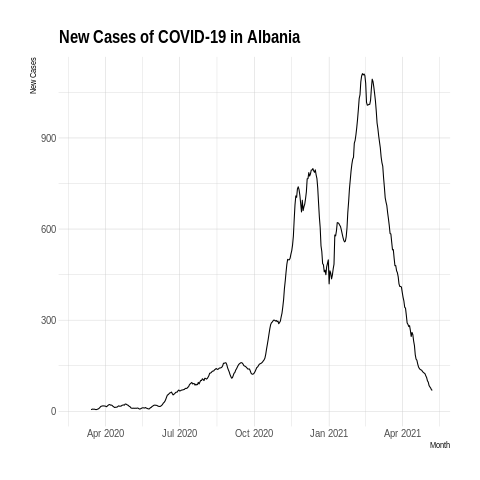 New Cases of COVID-19 in Albania
New Cases
900
600
300
0
Apr 2020 Jul 2020 Oct 2020 Jan 2021 Apr 2021
Month